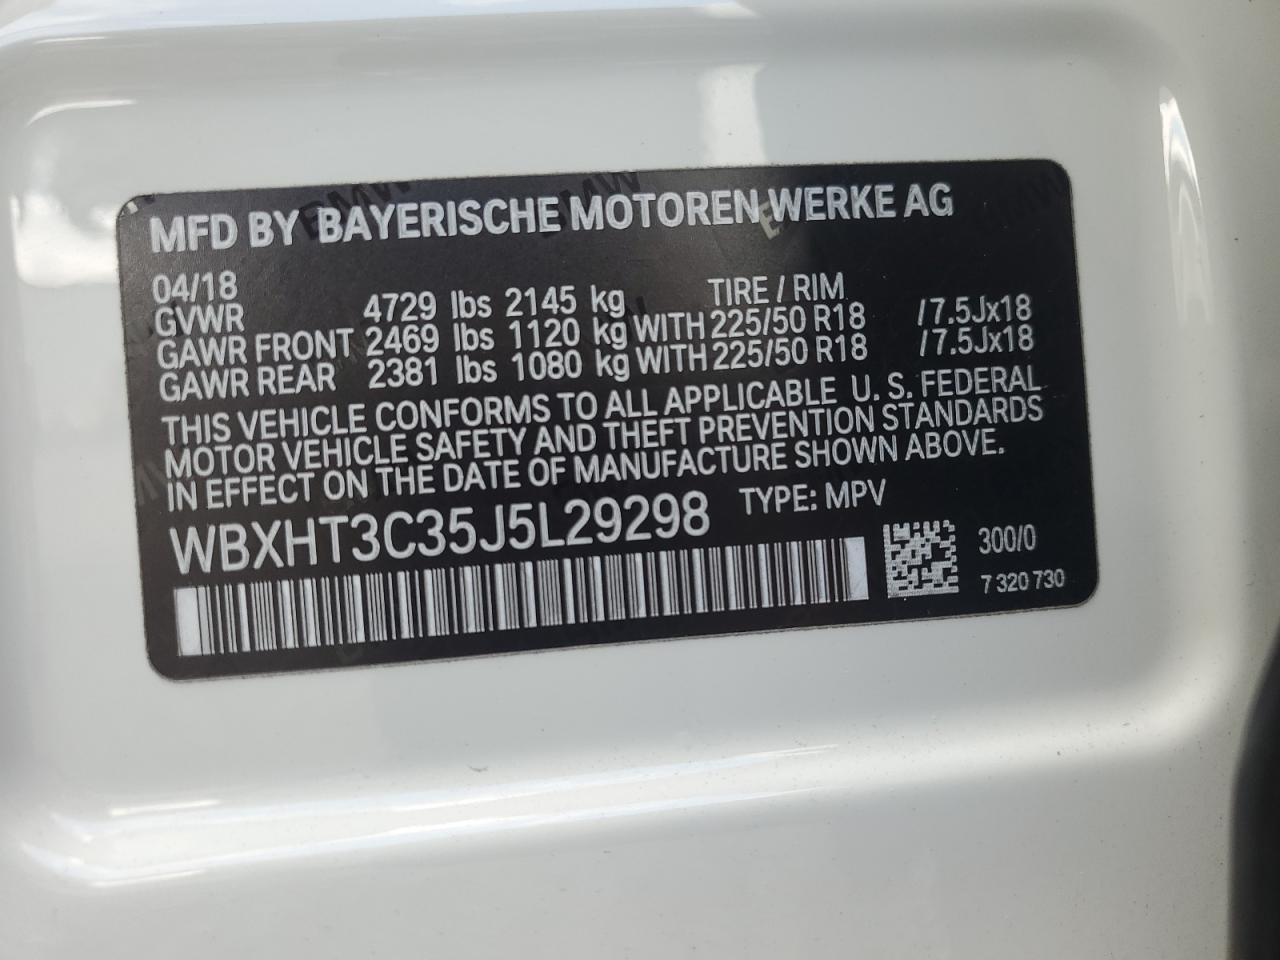 MFD BY BAYERISCHE MOTOREN WERKE AG
04/18 TIRE / RIM
GVWR 4729 lbs 2145 kg
GAWR FRONT 2469 lbs 1120 kg WITH 225/50 R18 /7.5Jx18
GAWR REAR 2381 lbs 1080 kg WITH 225/50 R18 /7.5Jx18
THIS VEHICLE CONFORMS TO ALL APPLICABLE U. S. FEDERAL
MOTOR VEHICLE SAFETY AND THEFT PREVENTION STANDARDS
IN EFFECT ON THE DATE OF MANUFACTURE SHOWN ABOVE.
WBXHT3C35J5L29298 TYPE: MPV
300/0
7 320 730